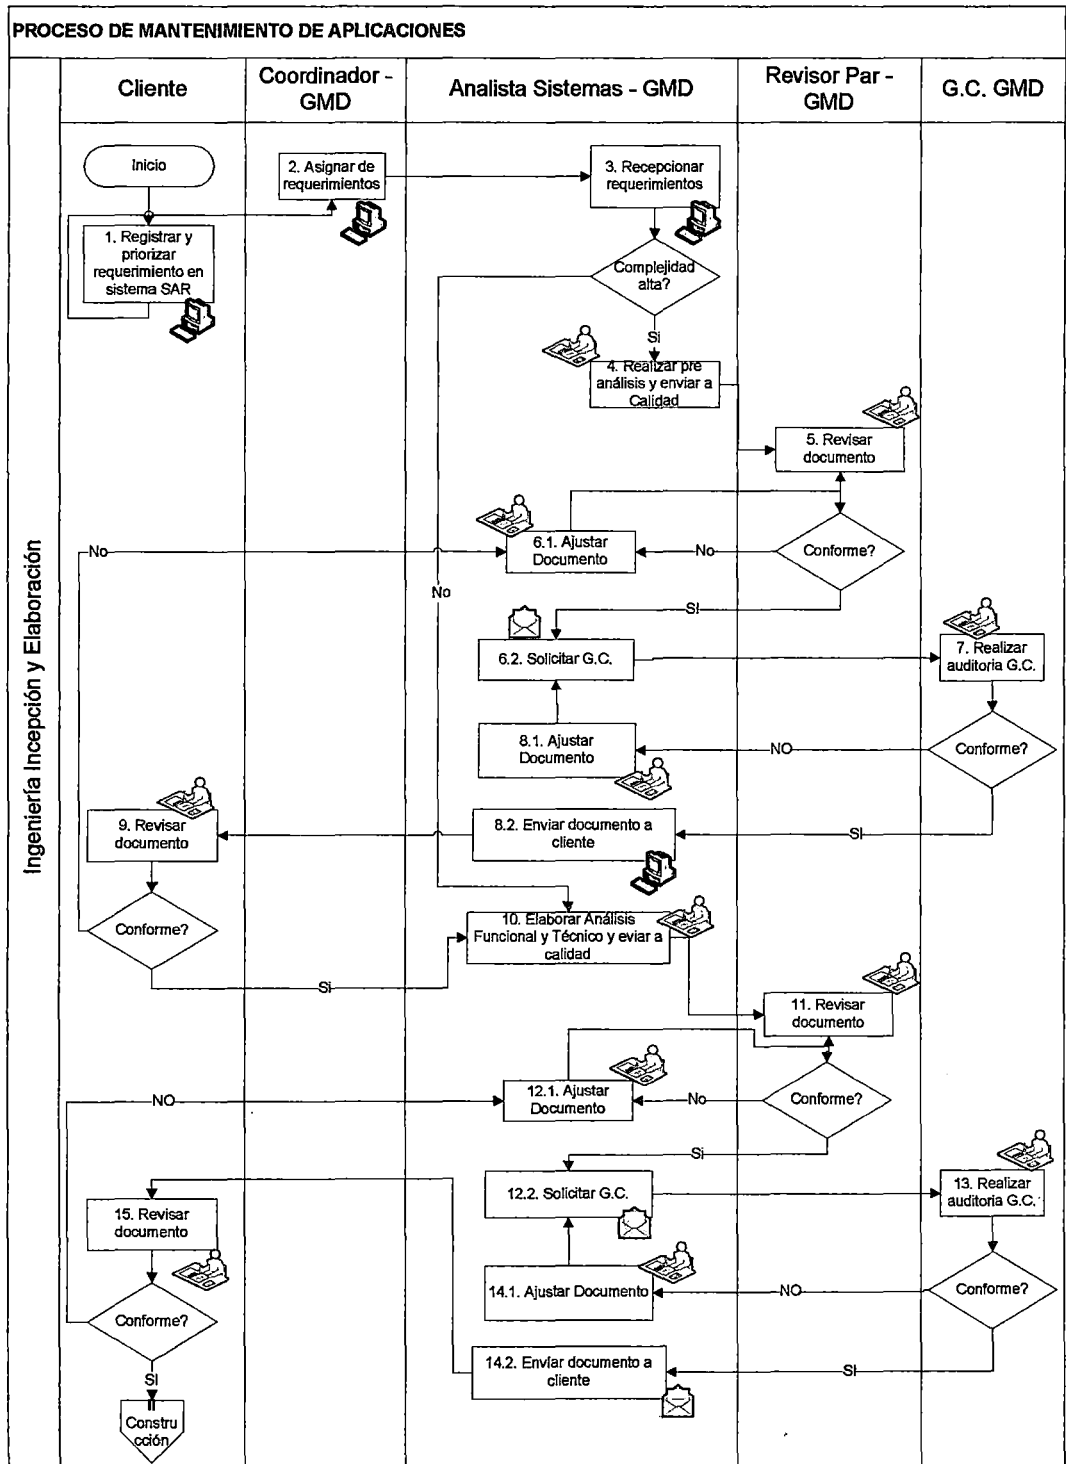 PROCESO DE MANTENIMIENTO DE APLICACIONES
Ingeniería Incepción y Elaboración
Cliente
Coordinador -
GMD
Analista Sistemas - GMD
Revisor Par -
GMD
G.C. GMD
Inicio
1. Registrar y
priorizar
requerimiento en
sistema SAR
2. Asignar de
requerimientos
3. Recepcionar
requerimientos
Complejidad
alta?
Si
No
4. Realizar pre
análisis y enviar a
Calidad
5. Revisar
documento
Conforme?
No
6.1. Ajustar
Documento
No
SI
6.2. Solicitar G.C.
7. Realizar
auditoria G.C.
Conforme?
NO
8.1. Ajustar
Documento
SI
8.2. Enviar documento a
cliente
9. Revisar
documento
Conforme?
Si
10. Elaborar Análisis
Funcional y Técnico y eviar a
calidad
11. Revisar
documento
Conforme?
No
12.1. Ajustar
Documento
NO
Si
12.2. Solicitar G.C.
13. Realizar
auditoria G.C.
Conforme?
NO
14.1. Ajustar Documento
SI
14.2. Enviar documento a
cliente
15. Revisar
documento
Conforme?
SI
Constru
cción